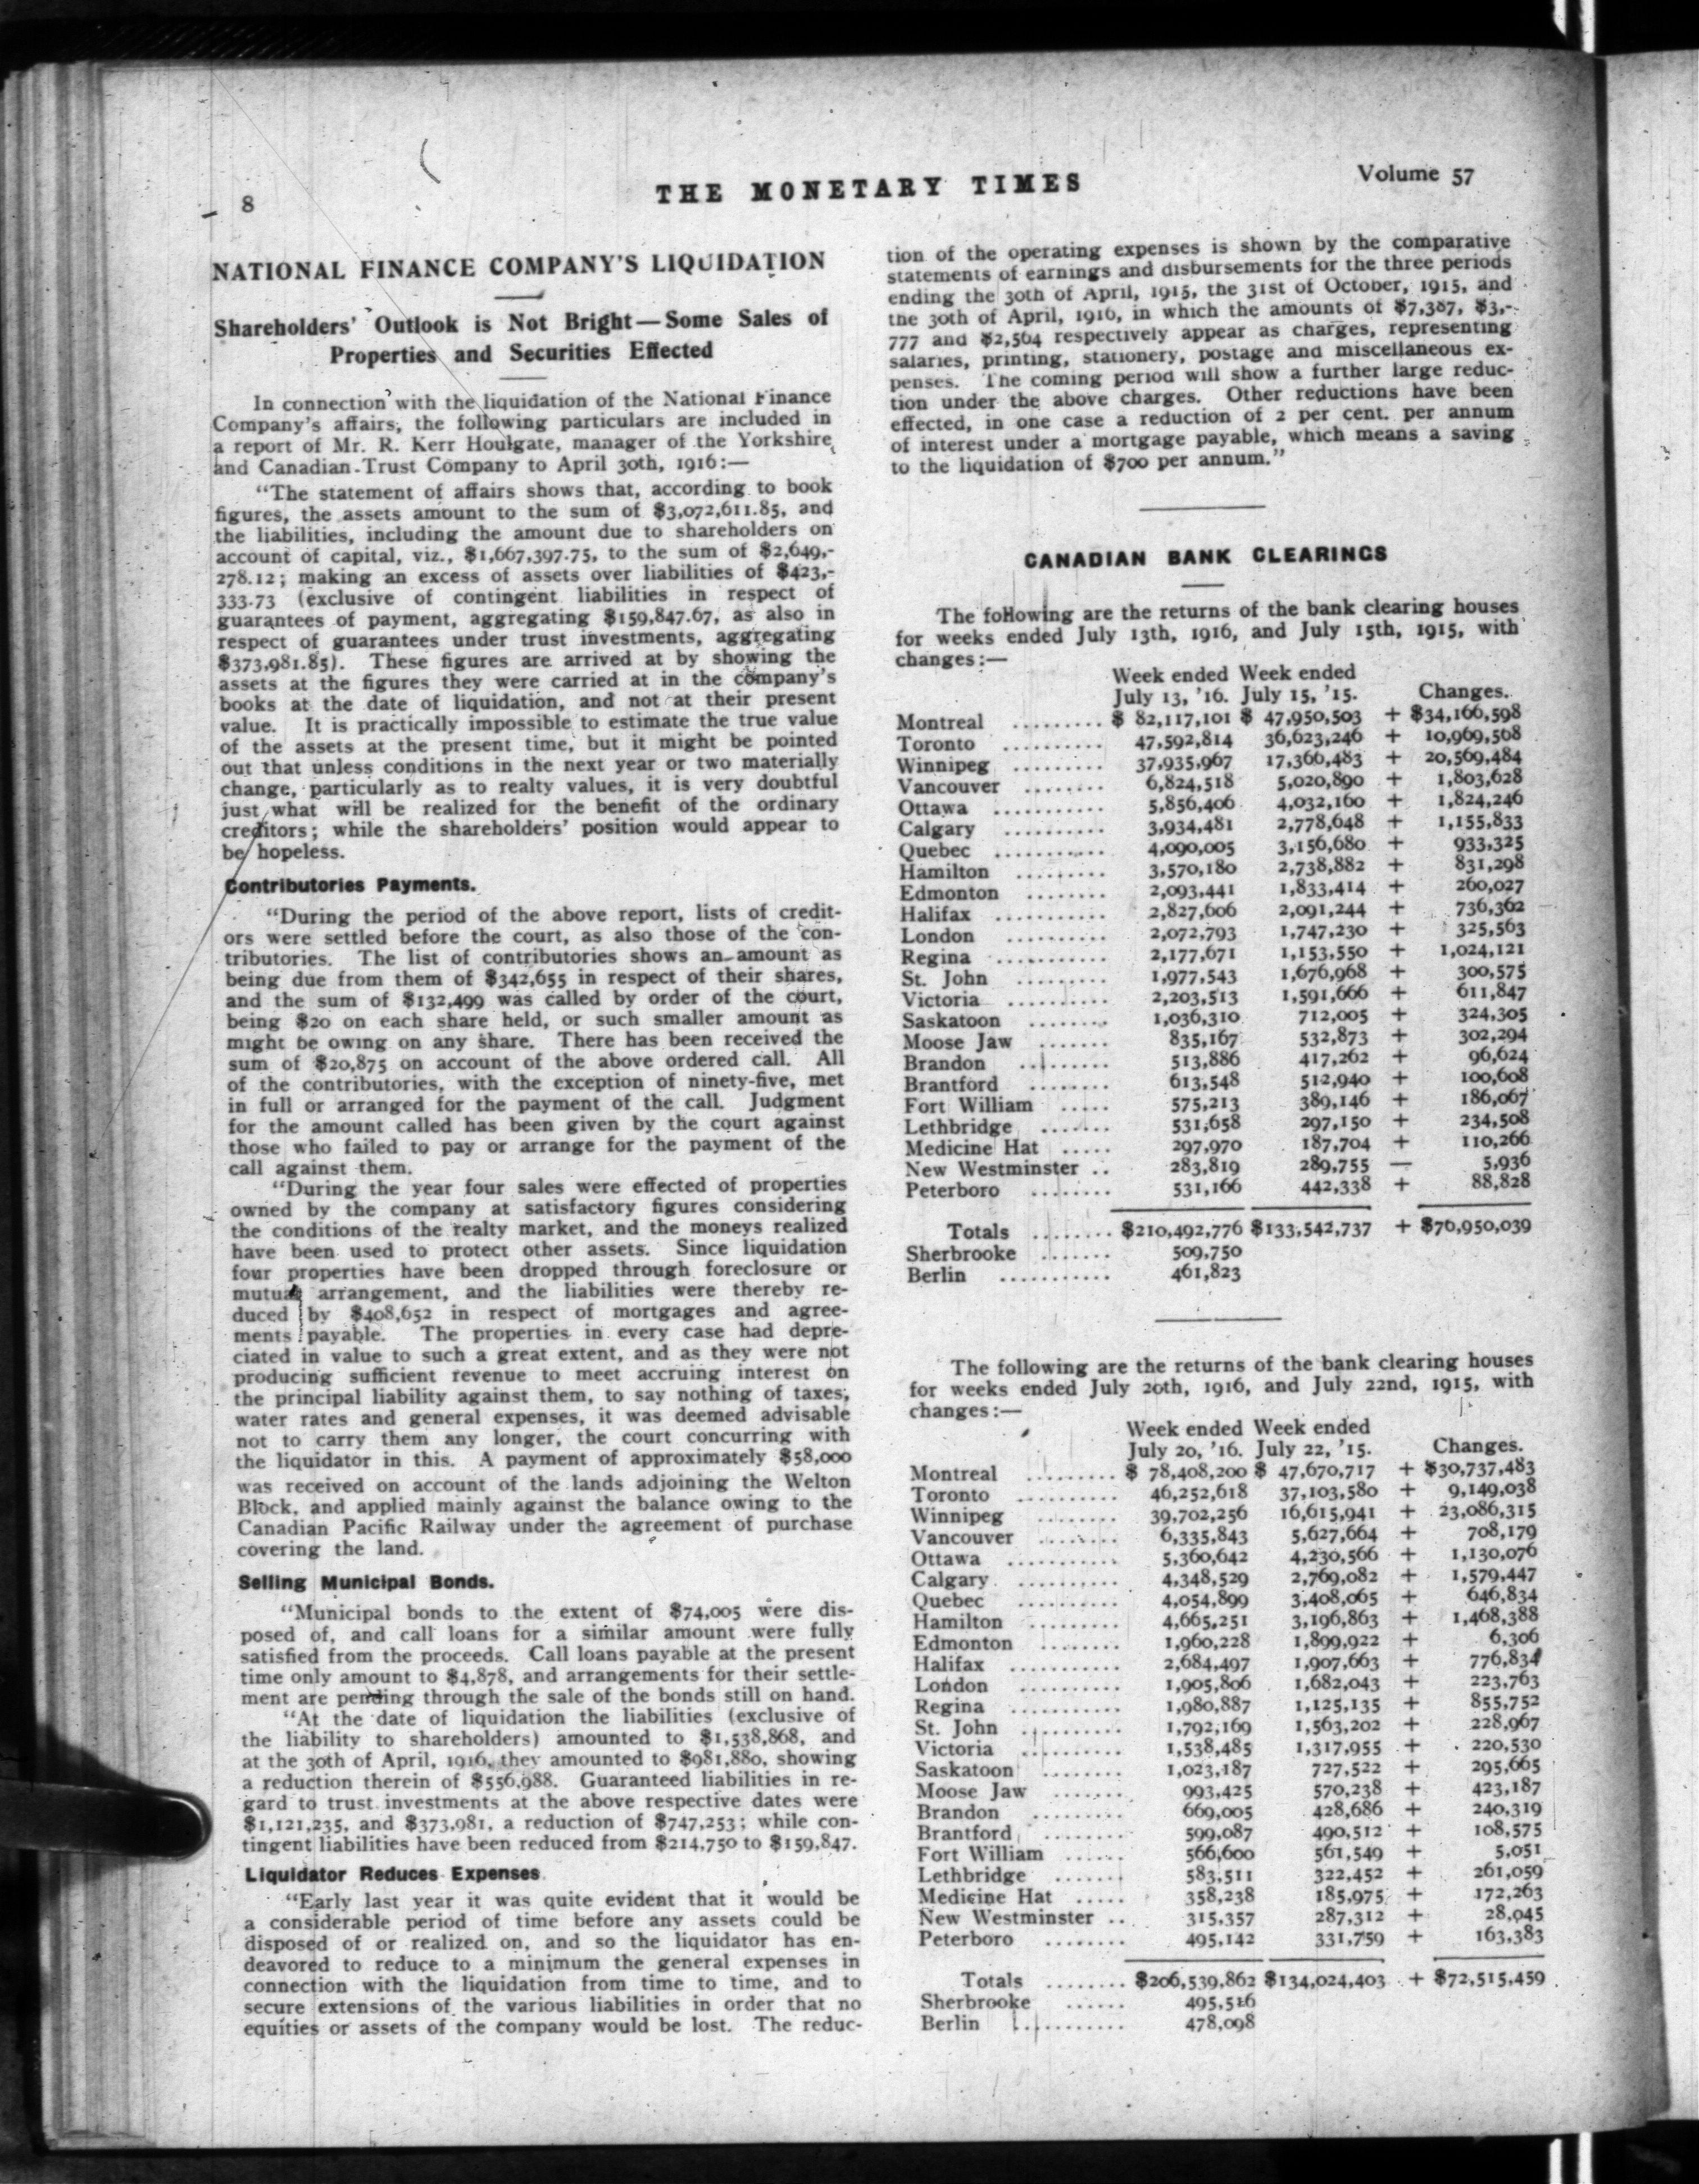 8
THE MONETARY TIMES
Volume 57
NATIONAL FINANCE COMPANY'S LIQUIDATION
Shareholders' Outlook is Not Bright—Some Sales of
Properties and Securities Effected
In connection with the liquidation of the National Finance
Company's affairs, the following particulars are included in
a report of Mr. R. Kerr Houlgate, manager of the Yorkshire
and Canadian Trust Company to April 30th, 1916:—
"The statement of affairs shows that, according to book
figures, the assets amount to the sum of $3,072,611.85, and
the liabilities, including the amount due to shareholders on
account of capital, viz., $1,667,397.75, to the sum of $2,649,-
278.12; making an excess of assets over liabilities of $423,-
333.73 (exclusive of contingent liabilities in respect of
guarantees of payment, aggregating $159,847.67, as also in
respect of guarantees under trust investments, aggregating
$373,981.85). These figures are arrived at by showing the
assets at the figures they were carried at in the company's
books at the date of liquidation, and not at their present
value. It is practically impossible to estimate the true value
of the assets at the present time, but it might be pointed
out that unless conditions in the next year or two materially
change, particularly as to realty values, it is very doubtful
just what will be realized for the benefit of the ordinary
creditors; while the shareholders' position would appear to
be hopeless.
Contributories Payments.
"During the period of the above report, lists of credit-
ors were settled before the court, as also those of the con-
tributories. The list of contributories shows an amount as
being due from them of $342,655 in respect of their shares,
and the sum of $132,499 was called by order of the court,
being $20 on each share held, or such smaller amount as
might be owing on any share. There has been received the
sum of $20,875 on account of the above ordered call. All
of the contributories, with the exception of ninety-five, met
in full or arranged for the payment of the call. Judgment
for the amount called has been given by the court against
those who failed to pay or arrange for the payment of the
call against them.
"During the year four sales were effected of properties
owned by the company at satisfactory figures considering
the conditions of the realty market, and the moneys realized
have been used to protect other assets. Since liquidation
four properties have been dropped through foreclosure or
mutual arrangement, and the liabilities were thereby re-
duced by $408,652 in respect of mortgages and agree-
ments payable. The properties in every case had depre-
ciated in value to such a great extent, and as they were not
producing sufficient revenue to meet accruing interest on
the principal liability against them, to say nothing of taxes,
water rates and general expenses, it was deemed advisable
not to carry them any longer, the court concurring with
the liquidator in this. A payment of approximately $58,000
was received on account of the lands adjoining the Welton
Block, and applied mainly against the balance owing to the
Canadian Pacific Railway under the agreement of purchase
covering the land.
Selling Municipal Bonds.
"Municipal bonds to the extent of $74,005 were dis-
posed of, and call loans for a similar amount were fully
satisfied from the proceeds. Call loans payable at the present
time only amount to $4,878, and arrangements for their settle-
ment are pending through the sale of the bonds still on hand.
"At the date of liquidation the liabilities (exclusive of
the liability to shareholders) amounted to $1,538,868, and
at the 30th of April, 1916, they amounted to $981,880, showing
a reduction therein of $556,988. Guaranteed liabilities in re-
gard to trust investments at the above respective dates were
$1,121,235, and $373,981, a reduction of $747,253; while con-
tingent liabilities have been reduced from $214,750 to $159,847.
Liquidator Reduces Expenses
"Early last year it was quite evident that it would be
a considerable period of time before any assets could be
disposed of or realized on, and so the liquidator has en-
deavored to reduce to a minimum the general expenses in
connection with the liquidation from time to time, and to
secure extensions of the various liabilities in order that no
equities or assets of the company would be lost. The reduc-
tion of the operating expenses is shown by the comparative
statements of earnings and disbursements for the three periods
ending the 30th of April, 1915, the 31st of October, 1915, and
the 30th of April, 1916, in which the amounts of $7,387, $3,-
777 and $2,564 respectively appear as charges, representing
salaries, printing, stationery, postage and miscellaneous ex-
penses. The coming period will show a further large reduc-
tion under the above charges. Other reductions have been
effected, in one case a reduction of 2 per cent. per annum
of interest under a mortgage payable, which means a saving
to the liquidation of $700 per annum."
CANADIAN BANK CLEARINGS
The following are the returns of the bank clearing houses
for weeks ended July 13th, 1916, and July 15th, 1915, with
changes:—
Week ended Week ended
July 13, '16. July 15, '15. Changes.
Montreal ......... $ 82,117,101 $ 47,950,503 + $34,166,598
Toronto .......... 47,592,814 36,623,246 + 10,969,568
Winnipeg ......... 37,935,967 17,366,483 + 20,569,484
Vancouver ........ 6,824,518 5,020,890 + 1,803,628
Ottawa ........... 5,856,406 4,032,160 + 1,824,246
Calgary .......... 3,934,481 2,778,648 + 1,155,833
Quebec ........... 4,090,005 3,156,680 + 933,325
Hamilton ......... 3,570,180 2,738,882 + 831,298
Edmonton ........ 2,093,441 1,833,414 + 260,027
Halifax ........... 2,827,606 2,091,244 + 736,362
London .......... 2,072,793 1,747,230 + 325,563
Regina ........... 2,177,671 1,153,550 + 1,024,121
St. John ......... 1,977,543 1,676,968 + 300,575
Victoria .......... 2,203,513 1,591,666 + 611,847
Saskatoon ........ 1,036,310 712,005 + 324,305
Moose Jaw ....... 835,167 532,873 + 302,294
Brandon ......... 513,886 417,262 + 96,624
Brantford ........ 613,548 512,940 + 100,608
Fort William ..... 575,213 389,146 + 186,067
Lethbridge ....... 531,658 297,150 + 234,508
Medicine Hat ..... 297,970 187,704 + 110,266
New Westminster .. 283,819 289,755 — 5,936
Peterboro ........ 531,166 442,338 + 88,828
Totals ........ $210,492,776 $133,542,737 + $76,950,039
Sherbrooke ....... 509,750
Berlin ........... 461,823
The following are the returns of the bank clearing houses
for weeks ended July 20th, 1916, and July 22nd, 1915, with
changes:—
Week ended Week ended
July 20, '16. July 22, '15. Changes.
Montreal ......... $ 78,408,200 $ 47,670,717 + $30,737,483
Toronto .......... 46,252,618 37,103,580 + 9,149,038
Winnipeg ........ 39,702,256 16,615,941 + 23,086,315
Vancouver ........ 6,335,843 5,627,664 + 708,179
Ottawa ........... 5,360,642 4,230,566 + 1,130,076
Calgary .......... 4,348,529 2,769,082 + 1,579,447
Quebec ........... 4,054,899 3,408,065 + 646,834
Hamilton ......... 4,665,251 3,196,863 + 1,468,388
Edmonton ........ 1,960,228 1,899,922 + 6,306
Halifax ........... 2,684,497 1,907,663 + 776,834
London .......... 1,905,806 1,682,043 + 223,763
Regina ........... 1,980,887 1,125,135 + 855,752
St. John .......... 1,792,169 1,563,202 + 228,967
Victoria .......... 1,538,485 1,317,955 + 220,530
Saskatoon ........ 1,023,187 727,522 + 295,665
Moose Jaw ....... 993,425 570,238 + 423,187
Brandon ......... 669,005 428,686 + 240,319
Brantford ........ 599,087 490,512 + 108,575
Fort William ...... 566,600 561,549 + 5,051
Lethbridge ....... 583,511 322,452 + 261,059
Medicine Hat ..... 358,238 185,975 + 172,263
New Westminster .. 315,357 287,312 + 28,045
Peterboro ........ 495,142 331,759 + 163,383
Totals ........ $206,539,862 $134,024,403 + $72,515,459
Sherbrooke ...... 495,516
Berlin ........... 478,098